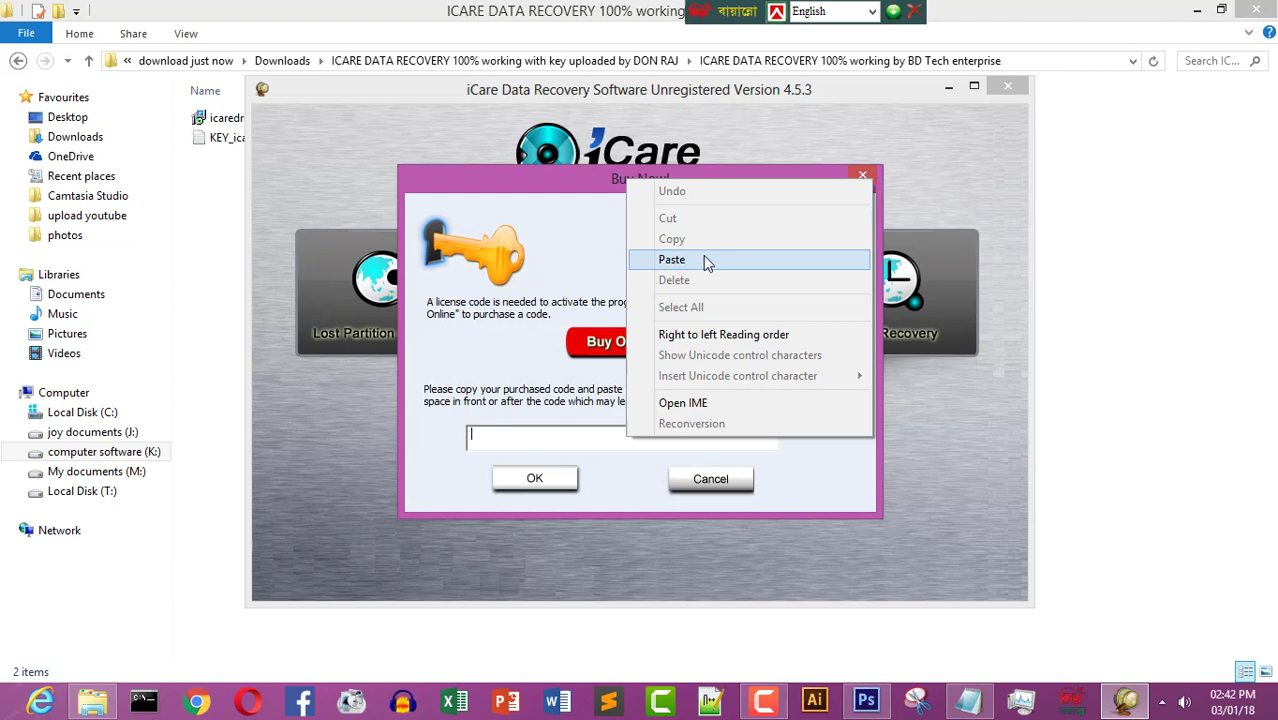 ICARE DATA RECOVERY 100% working
বায়ান্নো
English
File
Home
Share
View
« download just now
Downloads
ICARE DATA RECOVERY 100% working with key uploaded by DON RAJ
ICARE DATA RECOVERY 100% working by BD Tech enterprise
Search IC...
Favourites
Desktop
Downloads
OneDrive
Recent places
Camtasia Studio
upload youtube
photos
Libraries
Documents
Music
Pictures
Videos
Computer
Local Disk (C:)
joy documents (J:)
computer software (K:)
My documents (M:)
Local Disk (T:)
Network
Name
icaredr
KEY_ica
iCare Data Recovery Software Unregistered Version 4.5.3
iCare
Lost Partition
Recovery
Buy Now!
A license code is needed to activate the prog
Online" to purchase a code.
Buy O
Please copy your purchased code and paste
space in front or after the code which may le
OK
Cancel
Undo
Cut
Copy
Paste
Delete
Select All
Right to left Reading order
Show Unicode control characters
Insert Unicode control character
Open IME
Reconversion
2 items
02:42 PM
03/01/18